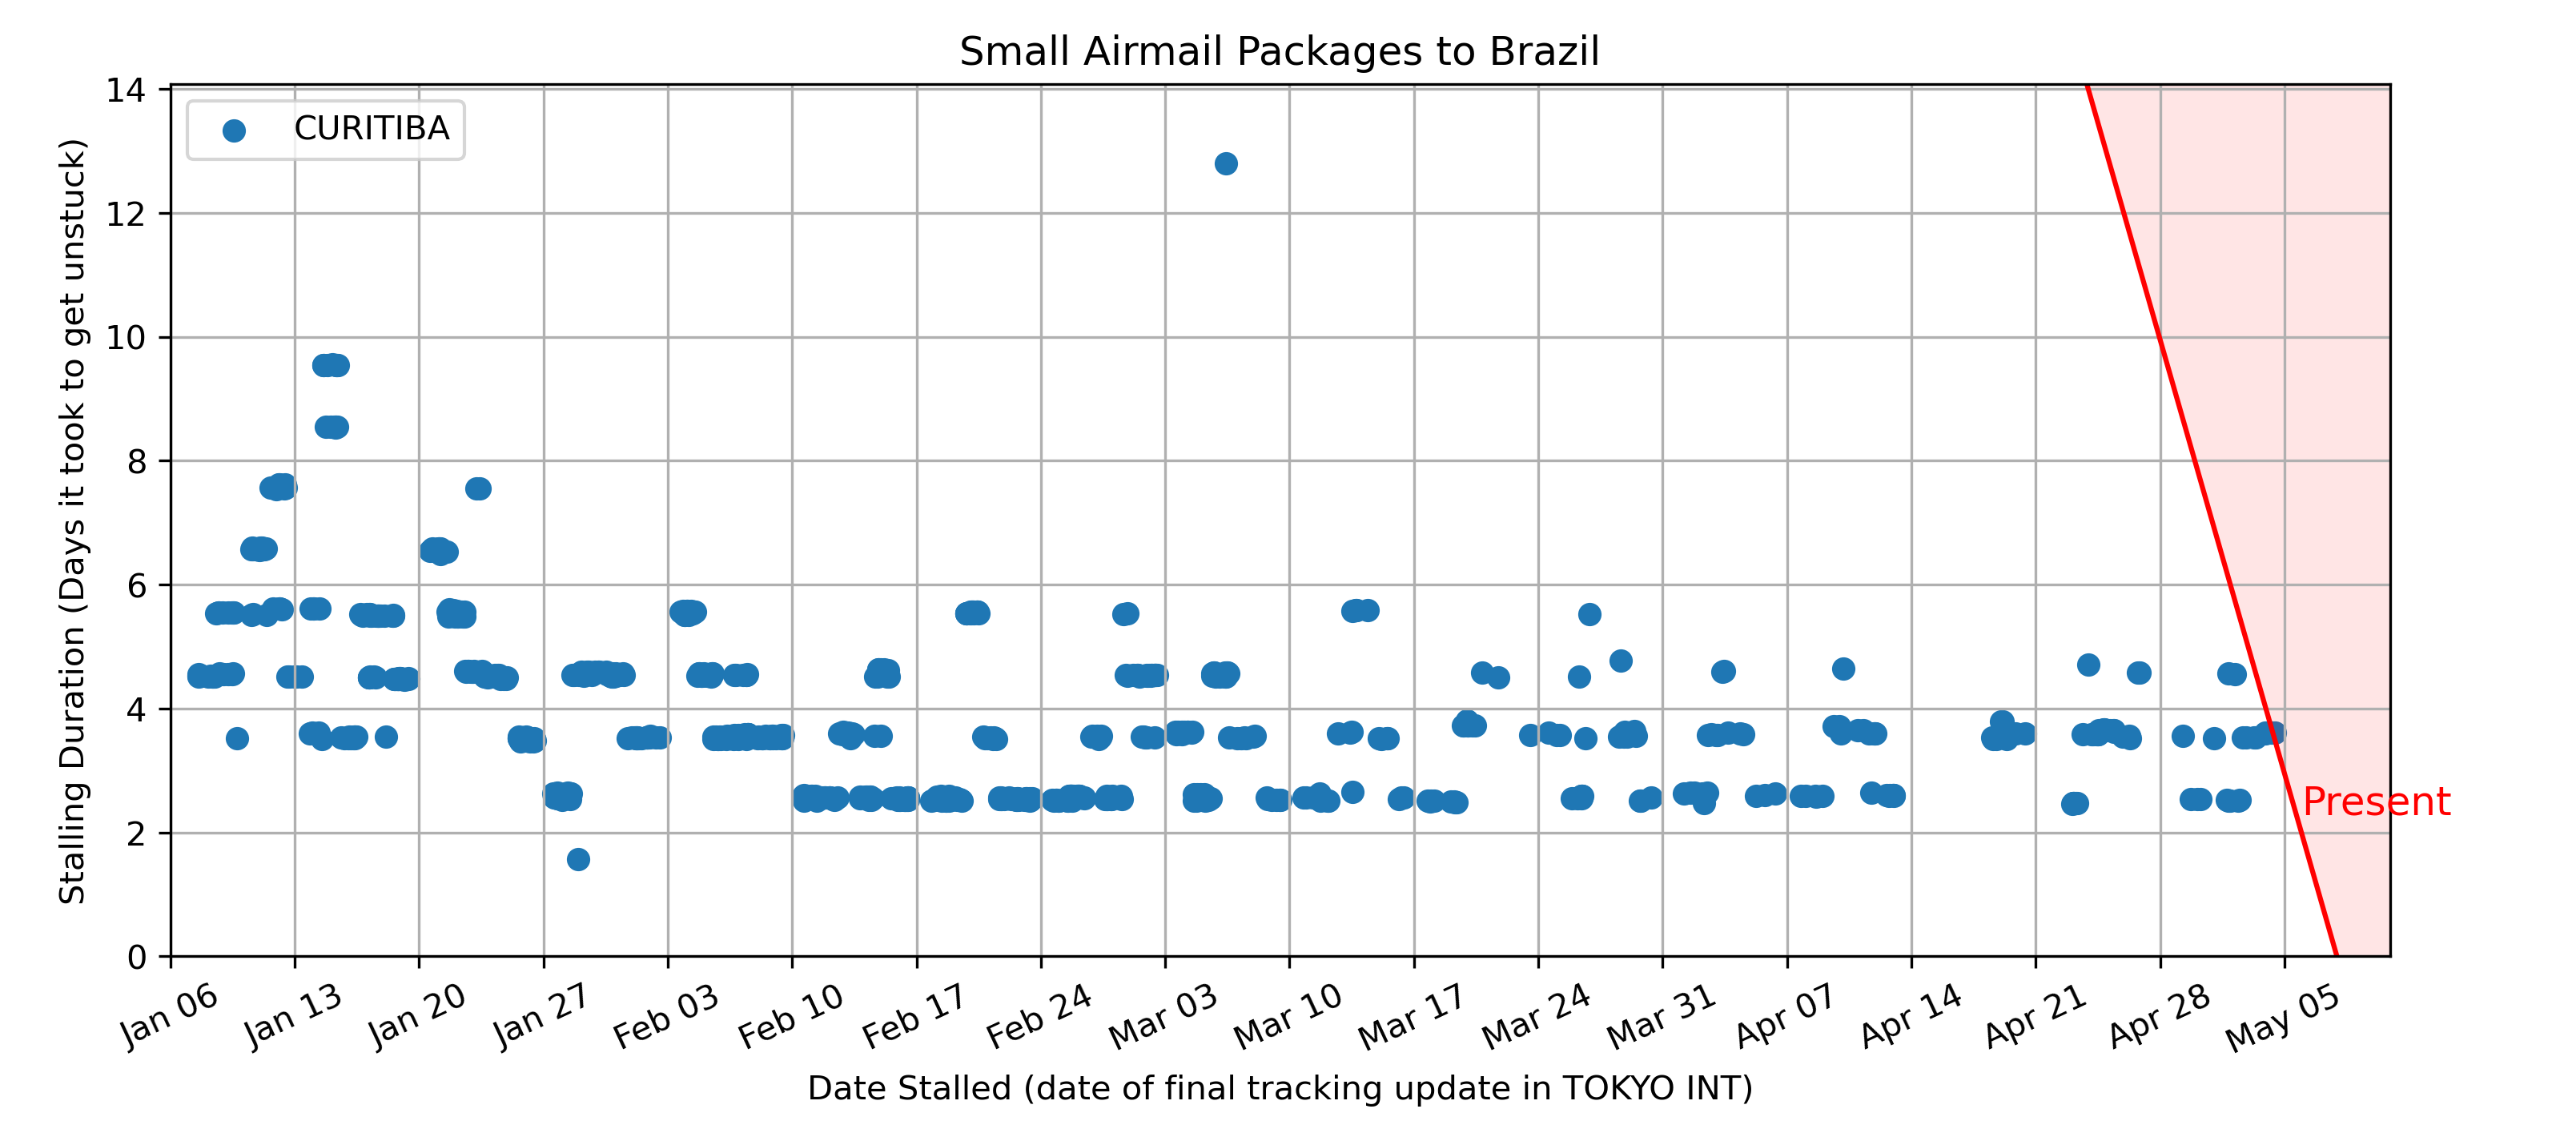 Small Airmail Packages to Brazil
CURITIBA
Stalling Duration (Days it took to get unstuck)
14
12
10
8
6
4
2
0
Present
Jan 06
Jan 13
Jan 20
Jan 27
Feb 03
Feb 10
Feb 17
Feb 24
Mar 03
Mar 10
Mar 17
Mar 24
Mar 31
Apr 07
Apr 14
Apr 21
Apr 28
May 05
Date Stalled (date of final tracking update in TOKYO INT)